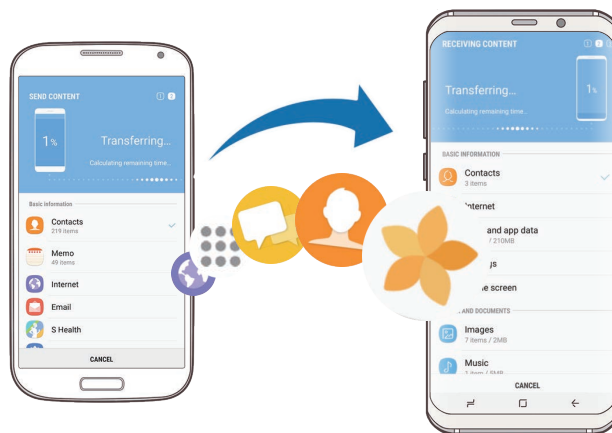 SEND CONTENT
1%
Transferring...
Calculating remaining time...
Basic information
Contacts
219 items
Memo
49 items
Internet
Email
S Health
CANCEL
RECEIVING CONTENT
Transferring...
1%
Calculating remaining time...
BASIC INFORMATION
Contacts
3 items
and app data
/ 210MB
screen
AND DOCUMENTS
Images
7 items / 2MB
Music
CANCEL